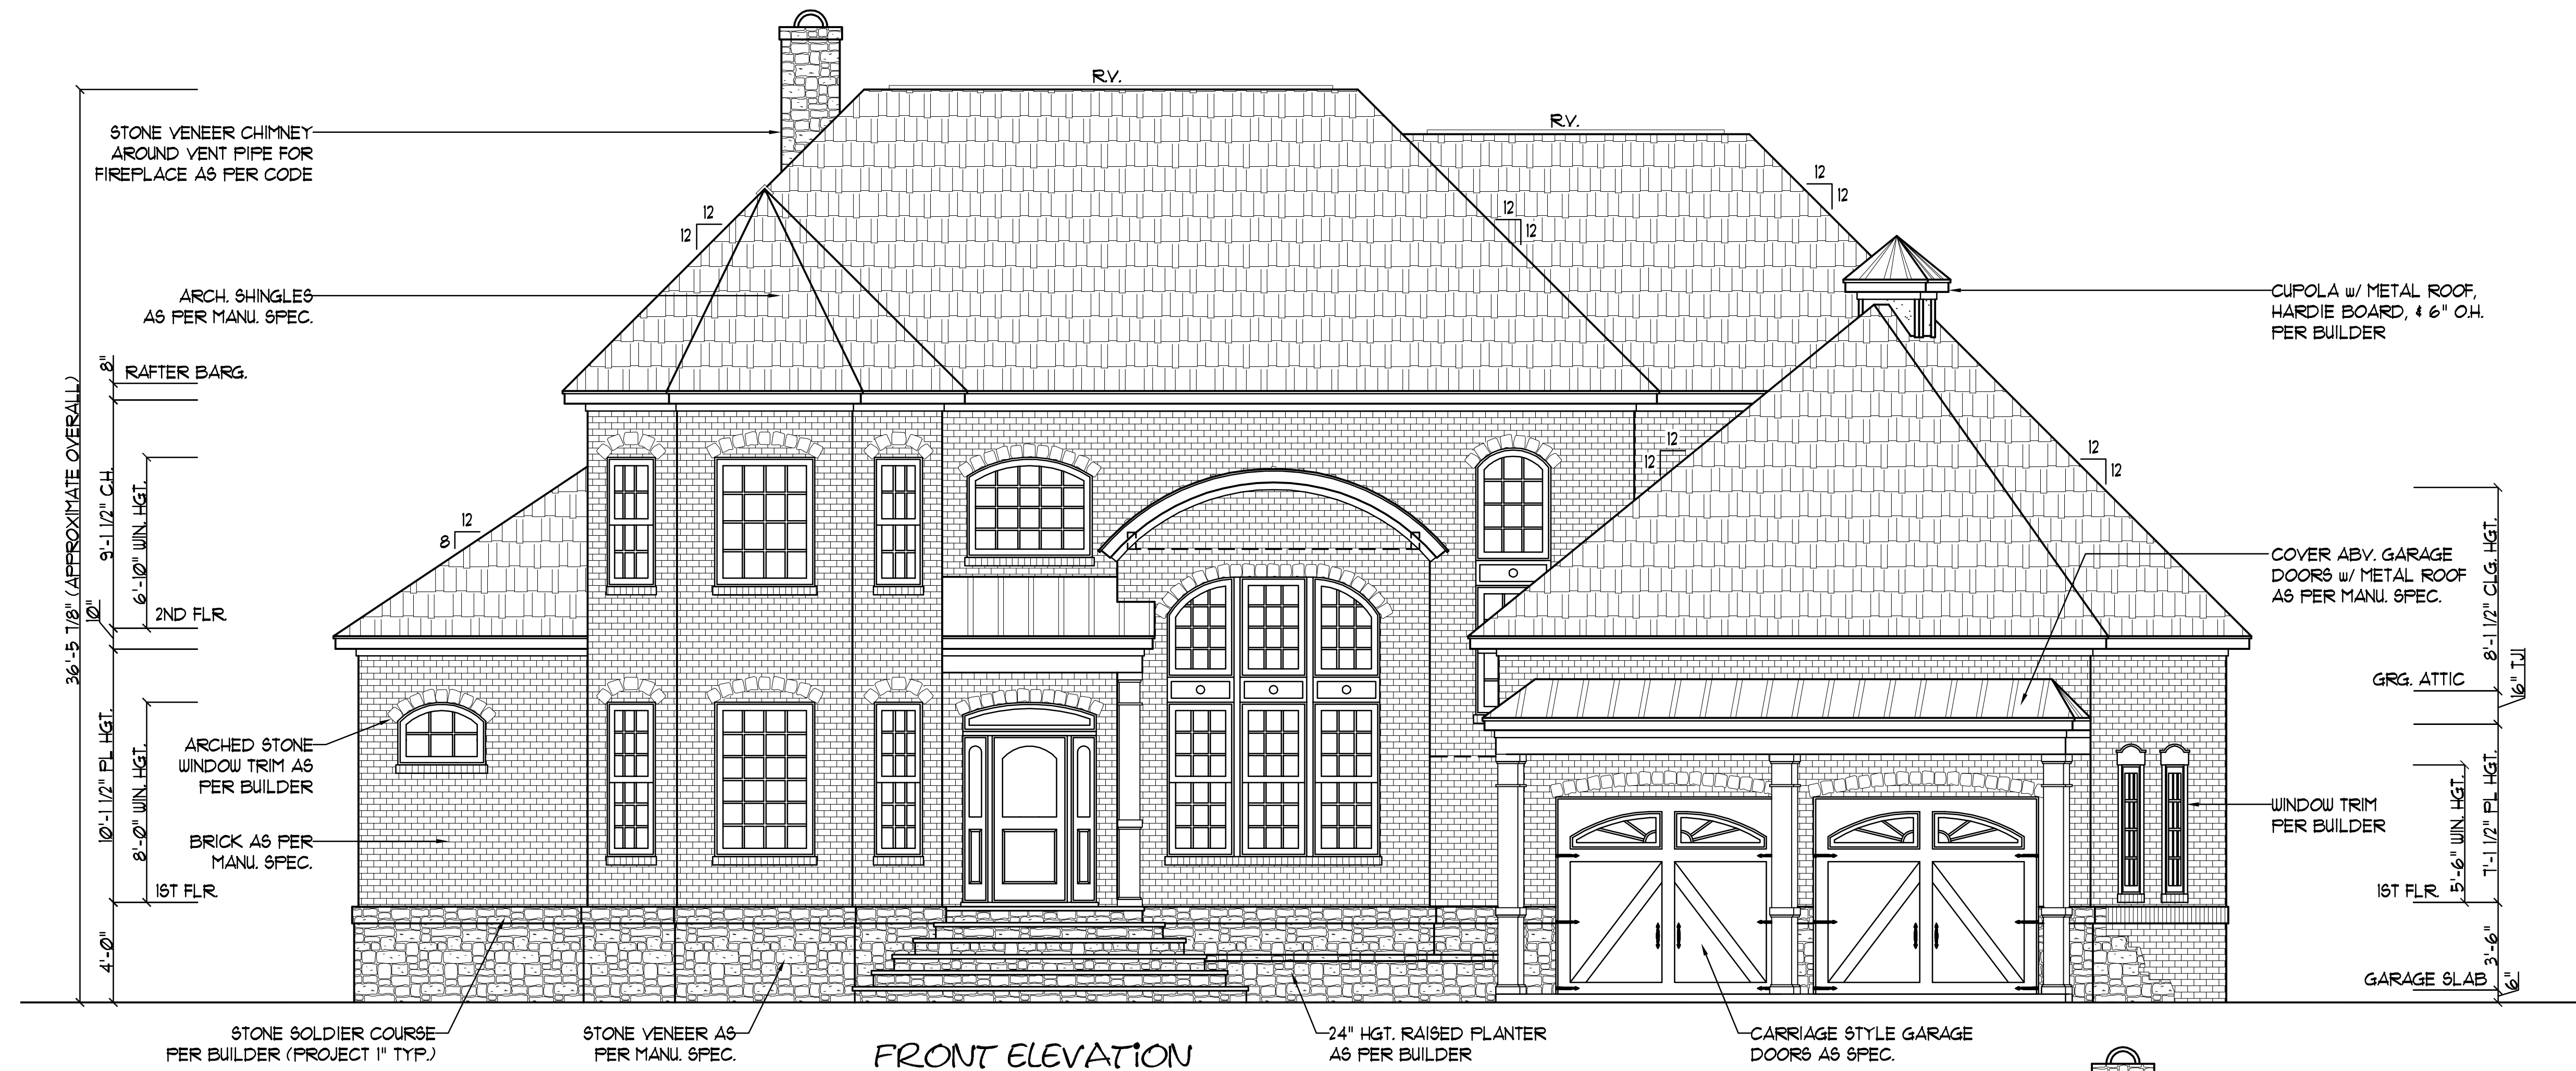 R.V.
R.V.
STONE VENEER CHIMNEY
AROUND VENT PIPE FOR
FIREPLACE AS PER CODE
12
12
12
12
12
12
ARCH. SHINGLES
AS PER MANU. SPEC.
CUPOLA w/ METAL ROOF,
HARDIE BOARD, & 6" O.H.
PER BUILDER
8"
RAFTER BARG.
36'-5 7/8" (APPROXIMATE OVERALL)
9'-1 1/2" C.H.
6'-10" WIN. HGT.
10"
2ND FLR.
12
8
12
12
12
12
COVER ABV. GARAGE
DOORS w/ METAL ROOF
AS PER MANU. SPEC.
8'-1 1/2" CLG. HGT.
GRG. ATTIC
16" TJI
ARCHED STONE
WINDOW TRIM AS
PER BUILDER
10'-1 1/2" PL HGT.
8'-0" WIN. HGT.
BRICK AS PER
MANU. SPEC.
1ST FLR.
4'-0"
WINDOW TRIM
PER BUILDER
5'-6" WIN. HGT.
7'-1 1/2" PL HGT.
1ST FLR.
3'-6"
GARAGE SLAB
6"
STONE SOLDIER COURSE
PER BUILDER (PROJECT 1" TYP.)
STONE VENEER AS
PER MANU. SPEC.
24" HGT. RAISED PLANTER
AS PER BUILDER
CARRIAGE STYLE GARAGE
DOORS AS SPEC.
FRONT ELEVATION